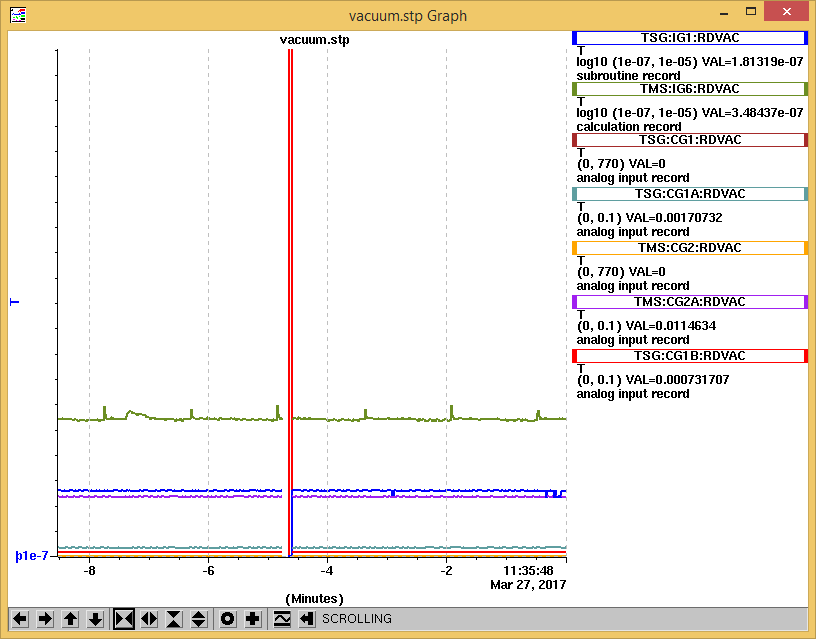 vacuum.stp Graph
vacuum.stp
T
þ1e-7
-8
-6
-4
-2
11:35:48
Mar 27, 2017
(Minutes)
TSG:IG1:RDVAC
T
log10 (1e-07, 1e-05) VAL=1.81319e-07
subroutine record
TMS:IG6:RDVAC
T
log10 (1e-07, 1e-05) VAL=3.48437e-07
calculation record
TSG:CG1:RDVAC
T
(0, 770) VAL=0
analog input record
TSG:CG1A:RDVAC
T
(0, 0.1) VAL=0.00170732
analog input record
TMS:CG2:RDVAC
T
(0, 770) VAL=0
analog input record
TMS:CG2A:RDVAC
T
(0, 0.1) VAL=0.0114634
analog input record
TSG:CG1B:RDVAC
T
(0, 0.1) VAL=0.000731707
analog input record
SCROLLING